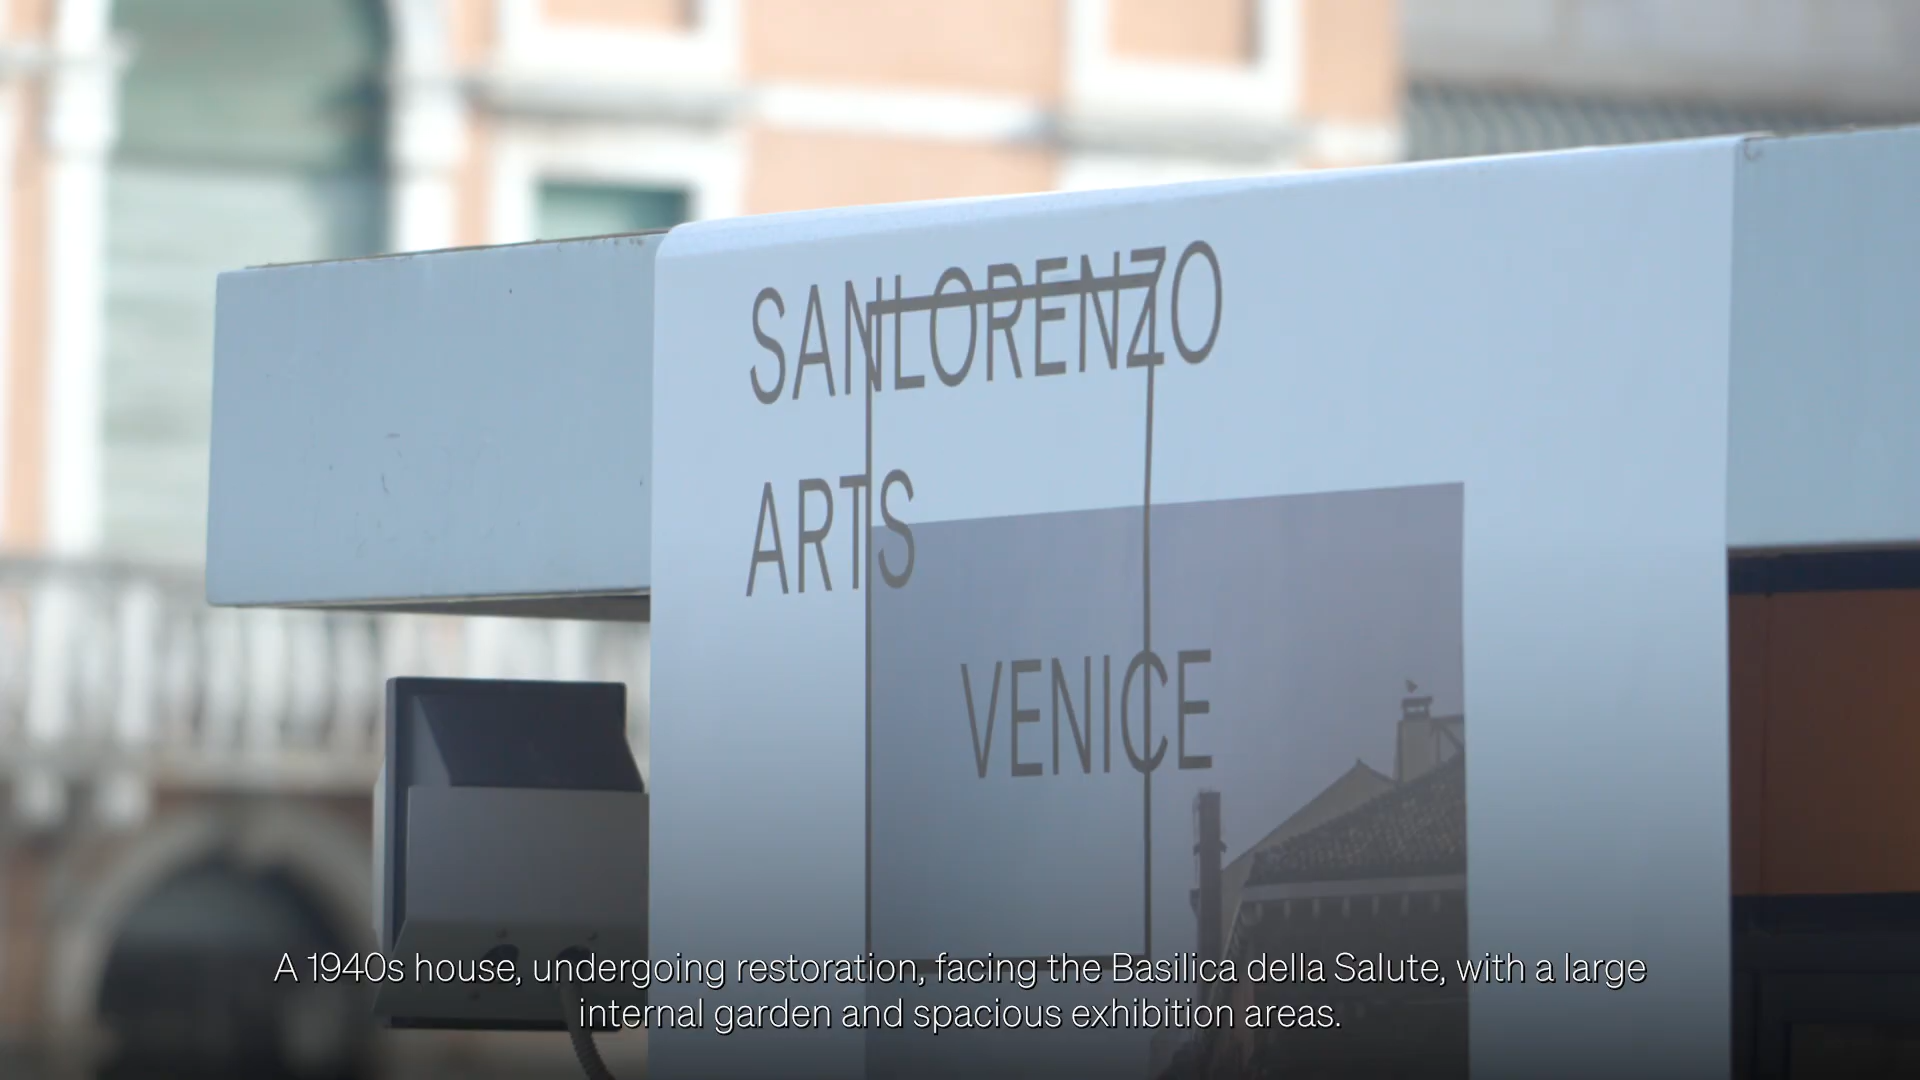 SANLORENZO
ARTS
VENICE
A 1940s house, undergoing restoration, facing the Basilica della Salute, with a large
internal garden and spacious exhibition areas.